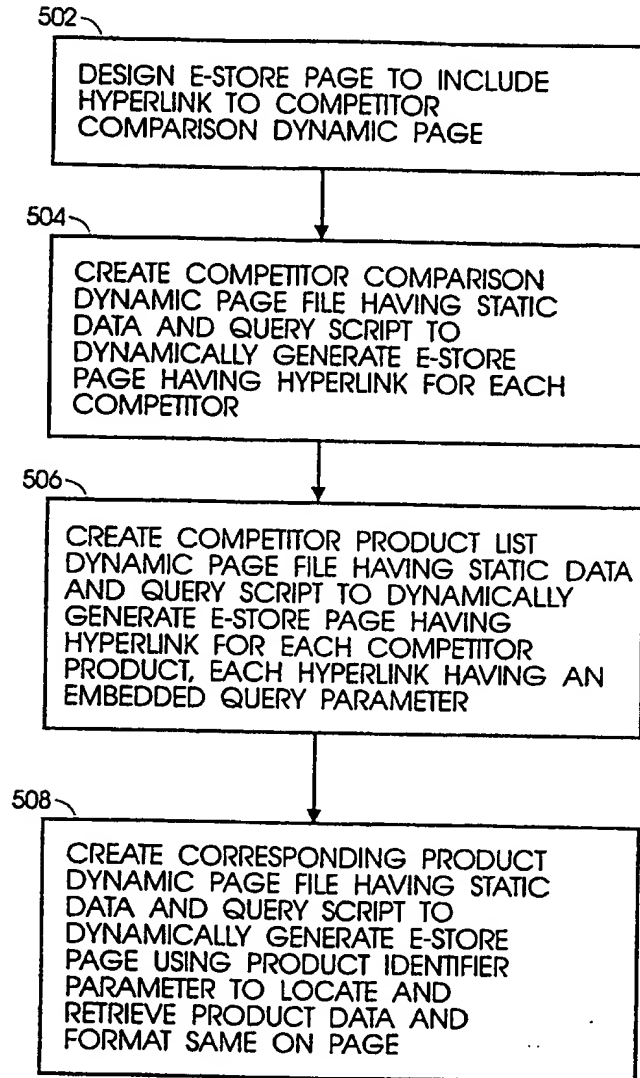 502
DESIGN E-STORE PAGE TO INCLUDE
HYPERLINK TO COMPETITOR
COMPARISON DYNAMIC PAGE
504
CREATE COMPETITOR COMPARISON
DYNAMIC PAGE FILE HAVING STATIC
DATA AND QUERY SCRIPT TO
DYNAMICALLY GENERATE E-STORE
PAGE HAVING HYPERLINK FOR EACH
COMPETITOR
506
CREATE COMPETITOR PRODUCT LIST
DYNAMIC PAGE FILE HAVING STATIC DATA
AND QUERY SCRIPT TO DYNAMICALLY
GENERATE E-STORE PAGE HAVING
HYPERLINK FOR EACH COMPETITOR
PRODUCT, EACH HYPERLINK HAVING AN
EMBEDDED QUERY PARAMETER
508
CREATE CORRESPONDING PRODUCT
DYNAMIC PAGE FILE HAVING STATIC
DATA AND QUERY SCRIPT TO
DYNAMICALLY GENERATE E-STORE
PAGE USING PRODUCT IDENTIFIER
PARAMETER TO LOCATE AND
RETRIEVE PRODUCT DATA AND
FORMAT SAME ON PAGE